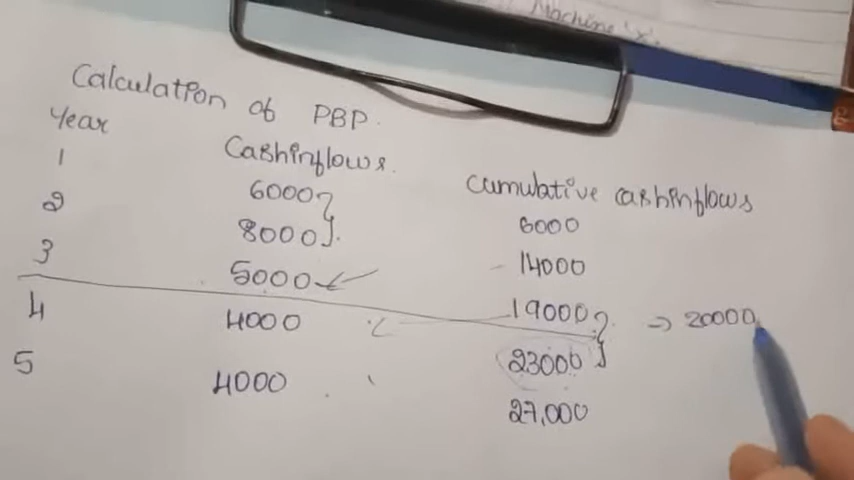 Machine 'X'.
Calculation of PBP.
Year Cashinflows. Cumulative cashinflows
1 6000 6000
2 8000 14000
3 5000 19000 => 20000
4 4000 23000
5 4000 27,000